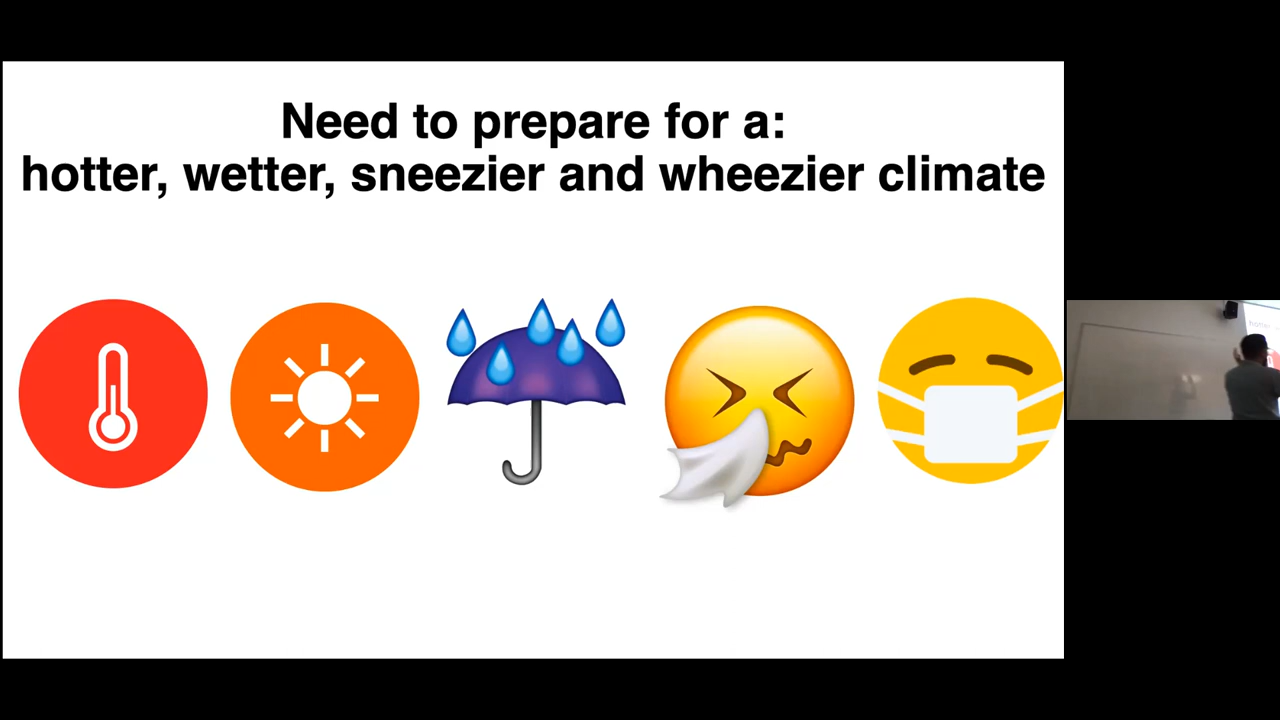 Need to prepare for a:
hotter, wetter, sneezier and wheezier climate